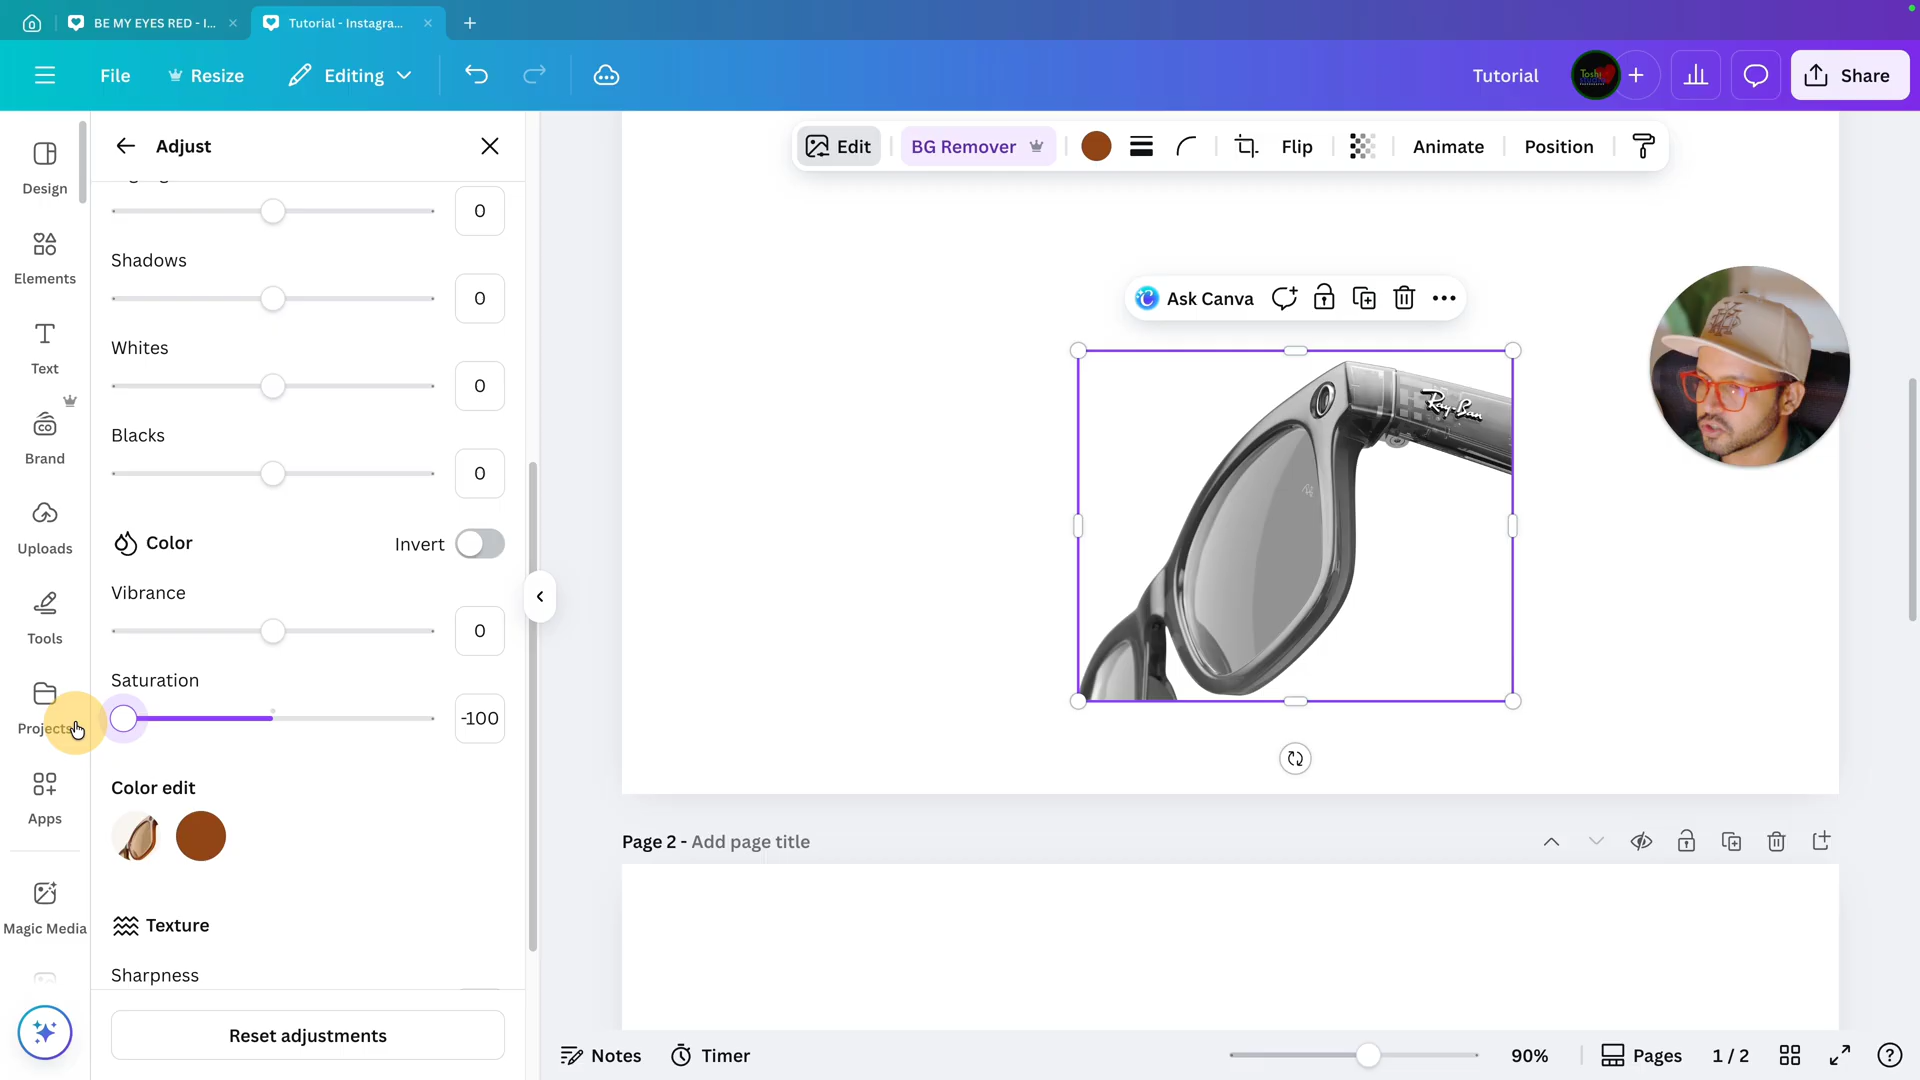 BE MY EYES RED - I...
Tutorial - Instagra...
File
Resize
Editing
Tutorial
Share
Design
Elements
Text
Brand
Uploads
Tools
Projects
Apps
Magic Media
Adjust
0
Shadows
0
Whites
0
Blacks
0
Color
Invert
Vibrance
0
Saturation
-100
Color edit
Texture
Sharpness
Reset adjustments
Edit
BG Remover
Flip
Animate
Position
Ask Canva
Ray-Ban
Page 2 - Add page title
Notes
Timer
90%
Pages
1 / 2